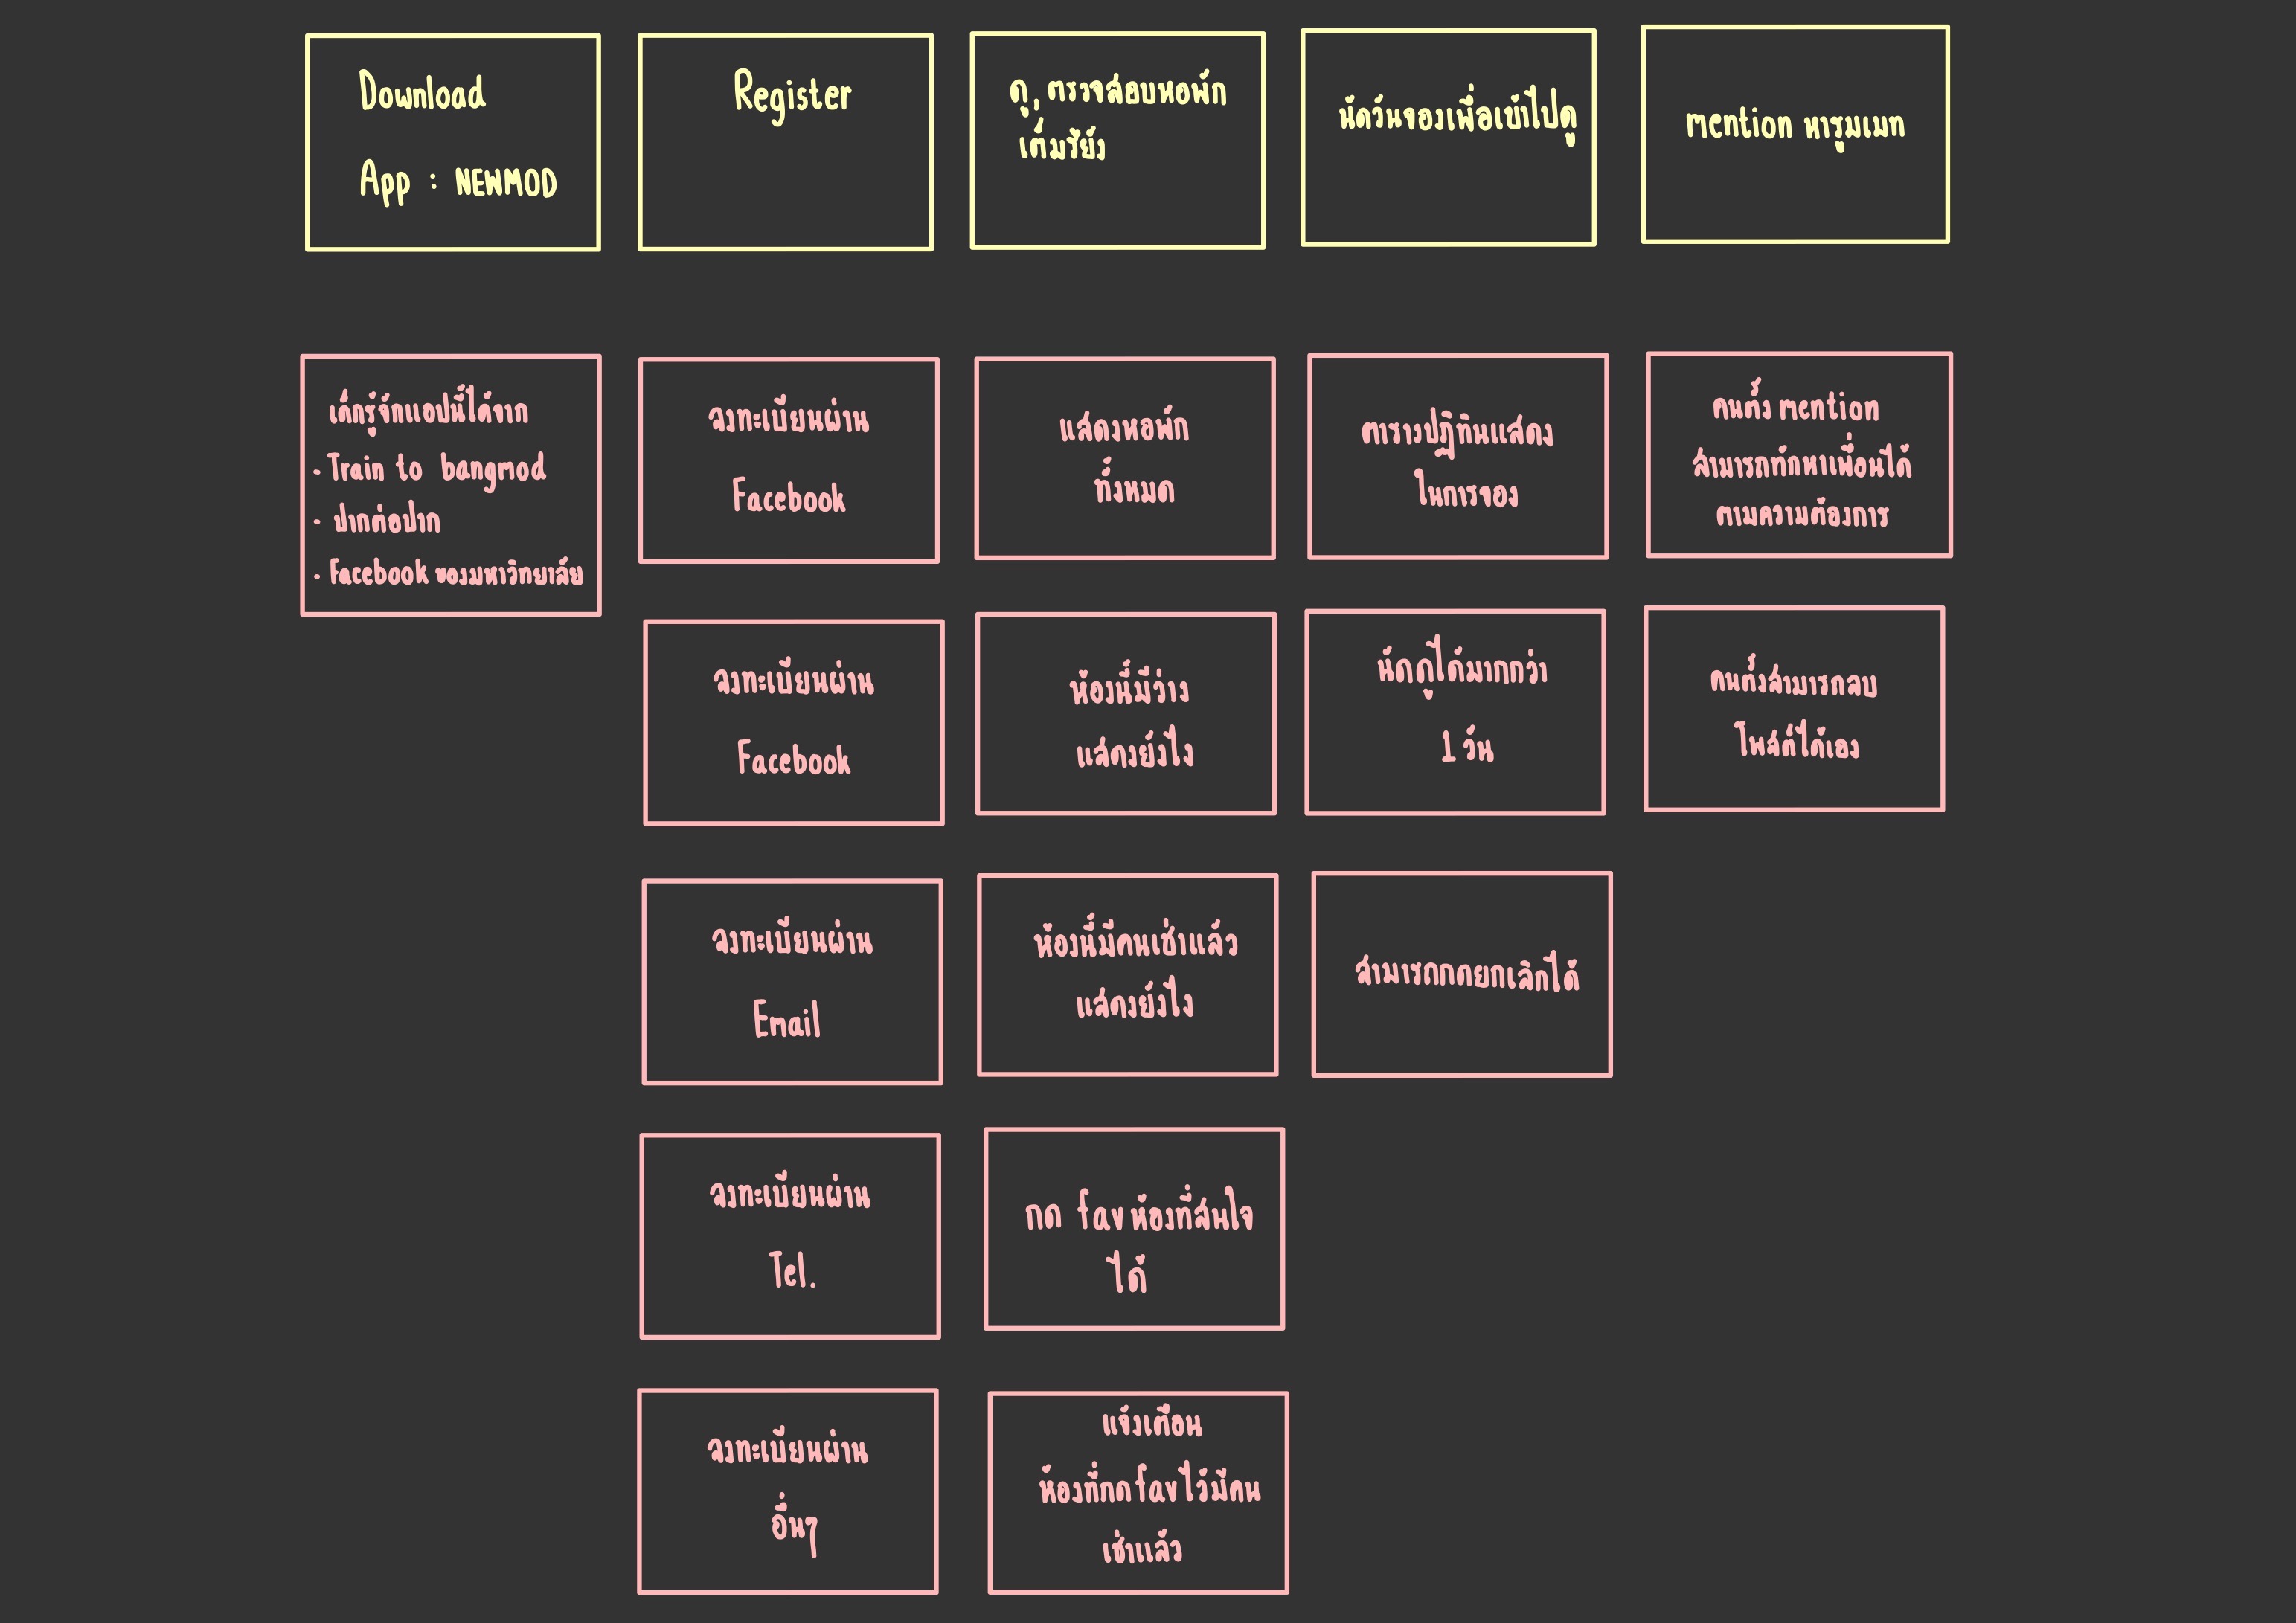 Download
App : NEWMOD
Register
ดู, ตรวจสอบหอพัก
เต็มรึยัง
นัดวันจองเพื่อเข้าไปดู
mention หารูมเมท
เด็กรู้จักแอปนี้ได้จาก
- Train to bangmod
- ปากต่อปาก
- Facebook ของมหาวิทยาลัย
ลงทะเบียนผ่าน
Facebook
แสดงหอพัก
ทั้งหมด
ตารางปฏิทินแสดง
ในการจอง
คนตั้ง mention
สามารถทักหาเพื่อนได้
ตามความต้องการ
ลงทะเบียนผ่าน
Facebook
ห้องนี้มีว่าง
แสดงยังไง
นัดดูได้มากกว่า
1 วัน
คนตั้งสามารถลบ
โพสต์ได้เอง
ลงทะเบียนผ่าน
Email
ห้องนี้มีคนเช่าแล้ว
แสดงยังไง
สามารถกดยกเลิกได้
ลงทะเบียนผ่าน
Tel.
กด fav ห้องที่สนใจ
ได้
ลงทะเบียนผ่าน
อื่นๆ
แจ้งเตือน
ห้องที่กด fav ไว้มีคน
เช่าแล้ว